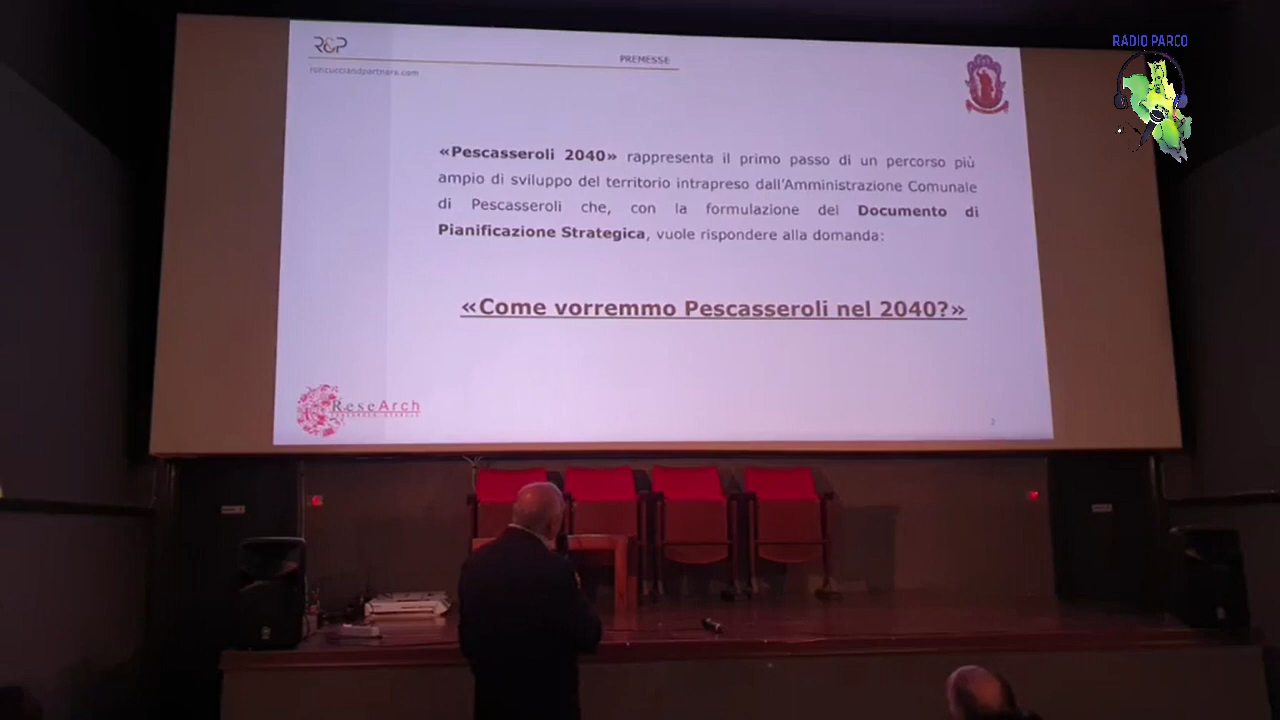 RADIO PARCO
R&P
PREMESSE
«Pescasseroli 2040» rappresenta il primo passo di un percorso più
ampio di sviluppo del territorio intrapreso dall'Amministrazione Comunale
di Pescasseroli che, con la formulazione del Documento di
Pianificazione Strategica, vuole rispondere alla domanda:
«Come vorremmo Pescasseroli nel 2040?»
ReseArch
2